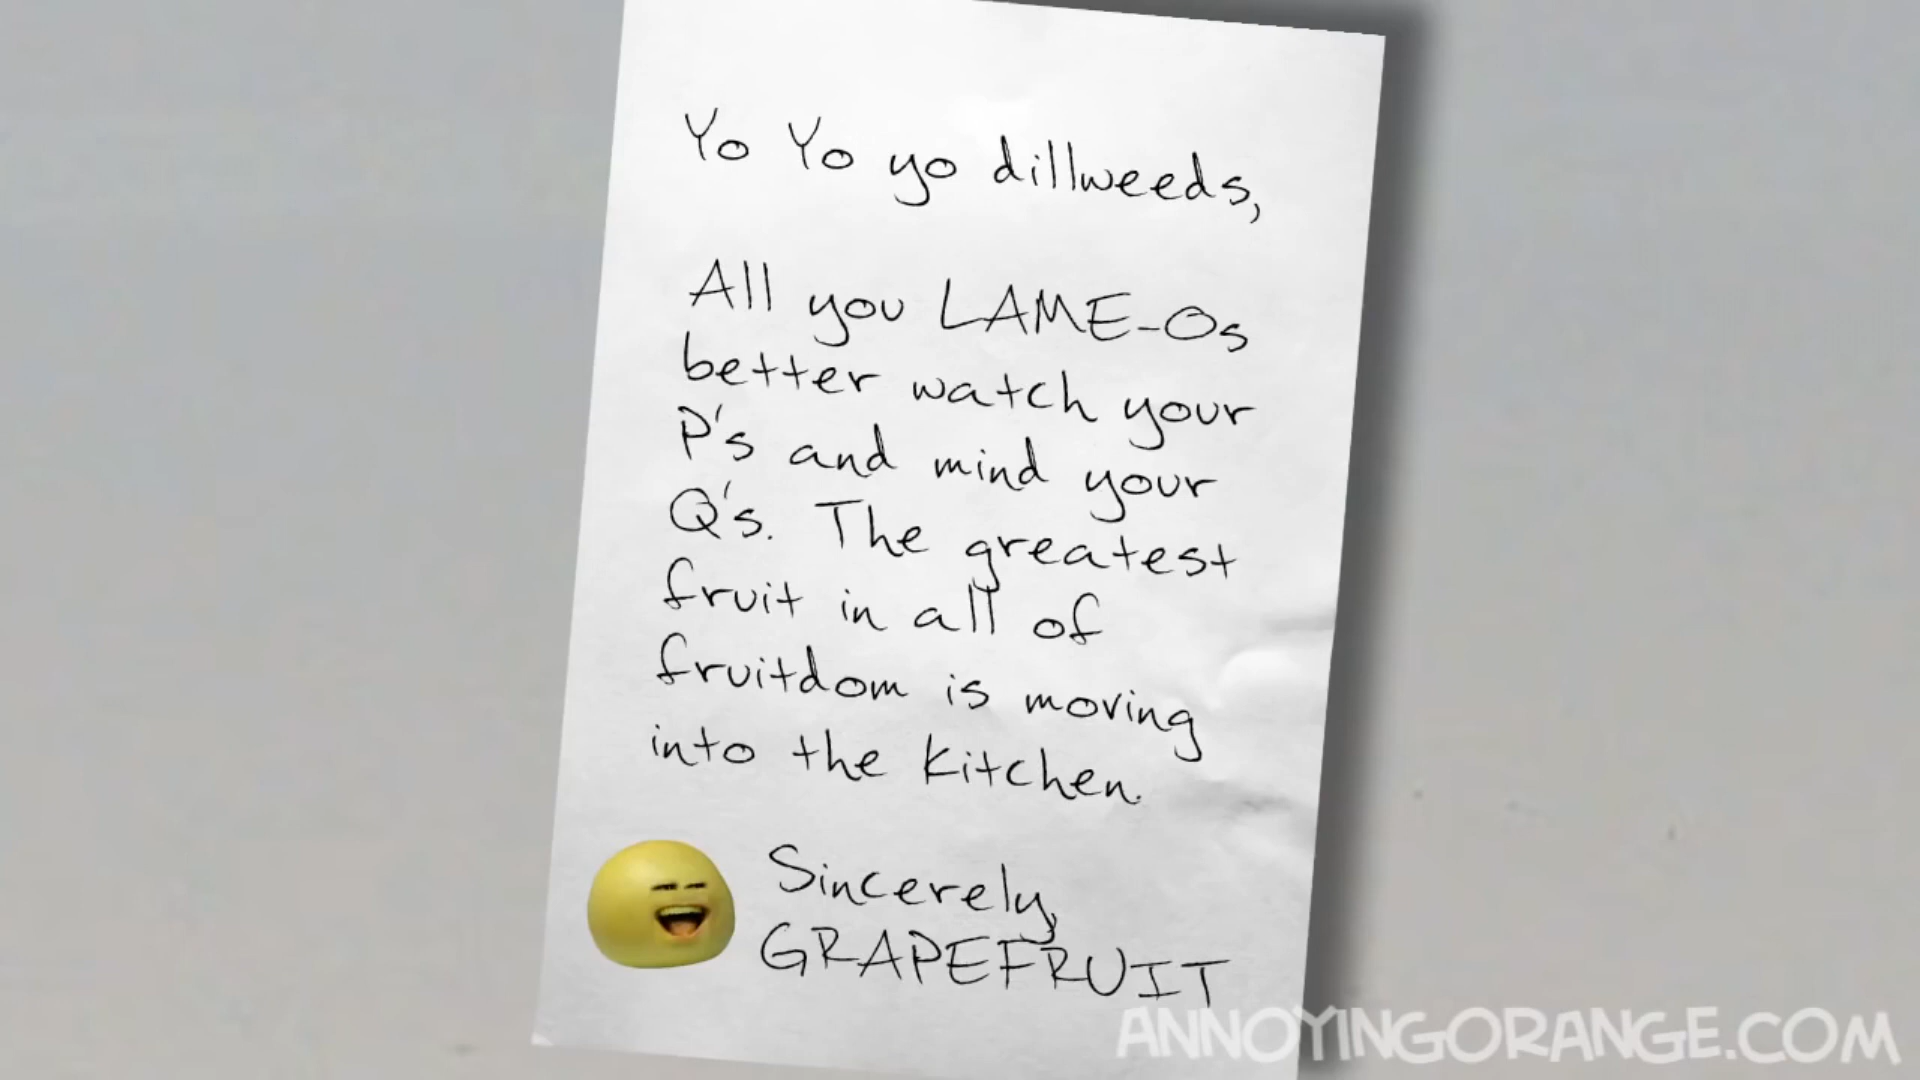 Yo Yo yo dillweeds,
All you LAME-Os
better watch your
P's and mind your
Q's. The greatest
fruit in all of
fruitdom is moving
into the kitchen.
Sincerely,
GRAPEFRUIT
ANNOYINGORANGE.COM